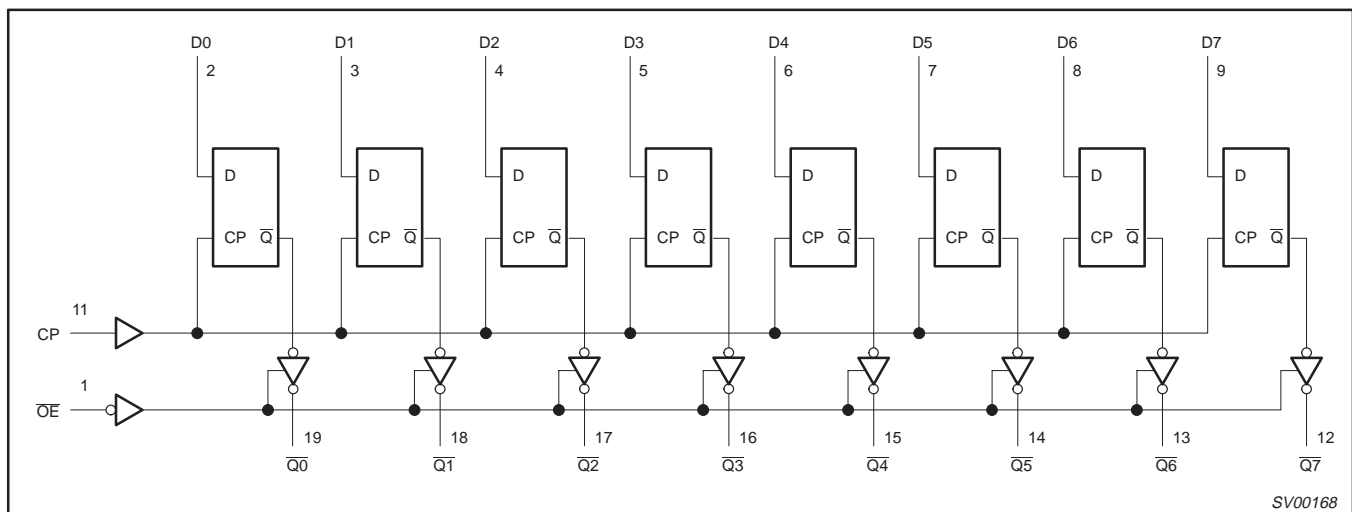 D0 D1 D2 D3 D4 D5 D6 D7
2 3 4 5 6 7 8 9
D D D D D D D D
CP Q̅ CP Q̅ CP Q̅ CP Q̅ CP Q̅ CP Q̅ CP Q̅ CP Q̅
11
CP
1
O̅E̅
19 18 17 16 15 14 13 12
Q̅0̅ Q̅1̅ Q̅2̅ Q̅3̅ Q̅4̅ Q̅5̅ Q̅6̅ Q̅7̅
SV00168